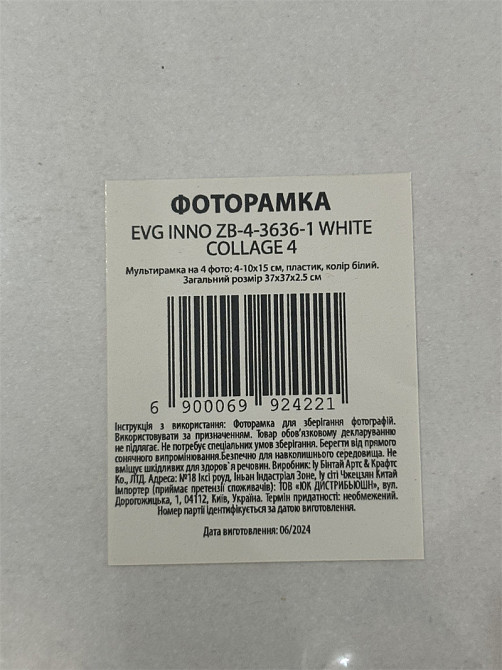 ФОТОРАМКА
EVG INNO ZB-4-3636-1 WHITE
COLLAGE 4
Мультирамка на 4 фото: 4-10х15 см, пластик, колір білий.
Загальний розмір 37х37х2.5 см
6 900069 924221
Інструкція з використання: Фоторамка для зберігання фотографій.
Використовувати за призначенням. Товар обов'язковому декларуванню
не підлягає. Не потребує спеціальних умов зберігання. Берегти від прямого
сонячного випромінювання.Безпечно для навколишнього середовища. Не
вміщує шкідливих для здоров`я речовин. Виробник: Іу Бінтай Артс & Крафтс
Ко., ЛТД. Адреса: №18 Іксі роуд, Іньан Індастріал Зоне, Іу сіті Чжецзян Китай
Імпортер (приймає претензії споживачів): ТОВ «ЮК ДИСТРИБЬЮШН», вул.
Дорогожицька, 1, 04112, Київ, Україна. Термін придатності: необмежений.
Номер партії ідентифікується за датою виготовлення.
Дата виготовлення: 06/2024